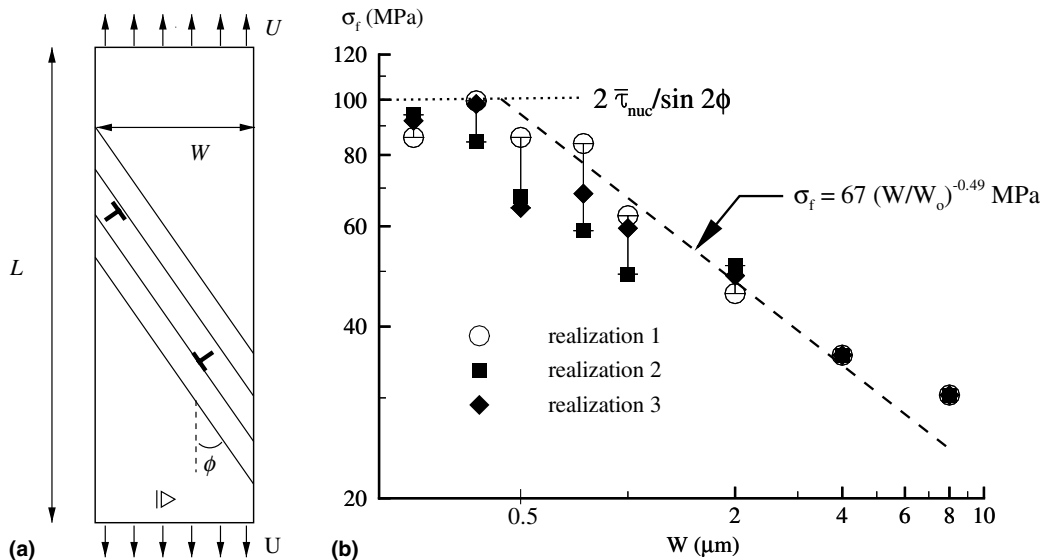 U
L
W
φ
U
(a)
σf (MPa)
120
100
80
60
40
20
2 τ̄nuc/sin 2φ
σf = 67 (W/Wo)^-0.49 MPa
realization 1
realization 2
realization 3
0.5
1
2
4
6
8
10
W (μm)
(b)